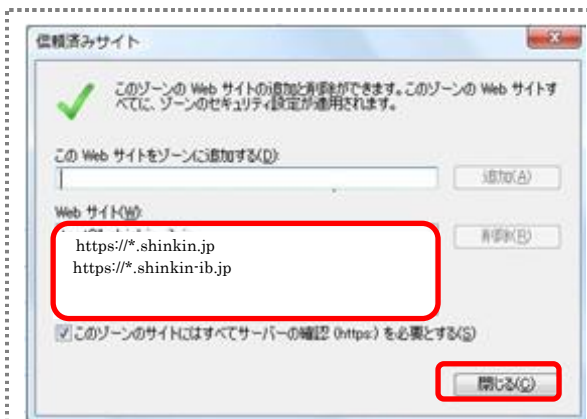 信頼済みサイト
このゾーンの Web サイトの追加と削除ができます。このゾーンの Web サイトす
べてに、ゾーンのセキュリティ設定が適用されます。
この Web サイトをゾーンに追加する(D):
追加(A)
Web サイト(W):
削除(R)
https://*.shinkin.jp
https://*.shinkin-ib.jp
このゾーンのサイトにはすべてサーバーの確認 (https:) を必要とする(S)
閉じる(C)